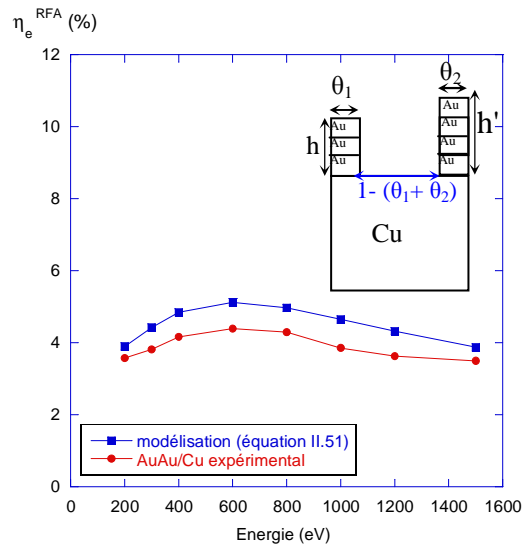 η_e^RFA (%)
12
10
8
6
4
2
0
0 200 400 600 800 1000 1200 1400 1600
Energie (eV)
θ₁
θ₂
h
h'
Au
Au
Au
Au
Au
Au
Au
1- (θ₁+ θ₂)
Cu
modélisation (équation II.51)
AuAu/Cu expérimental